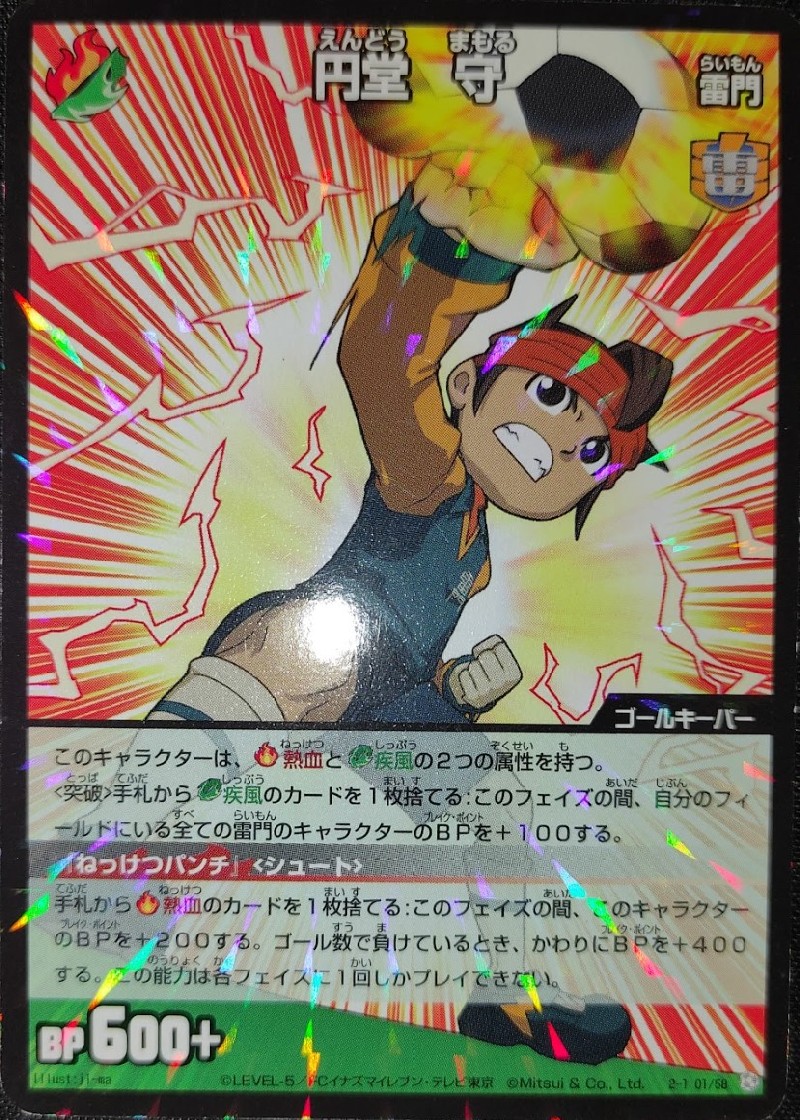 えんどう まもる
円堂 守
らいもん
雷門
雷
ゴールキーパー
このキャラクターは、熱血と疾風の2つの属性を持つ。
<突破>手札から疾風のカードを1枚捨てる:このフェイズの間、自分のフィ
ールドにいる全ての雷門のキャラクターのBPを+100する。
『ねっけつパンチ』<シュート>
手札から熱血のカードを1枚捨てる:このフェイズの間、このキャラクター
のBPを+200する。ゴール数で負けているとき、かわりにBPを+400
する。この能力は各フェイズに1回しかプレイできない。
BP 600+
Illust:ji-ma
©LEVEL-5/FCイナズマイレブン・テレビ東京 ©Mitsui & Co., Ltd. 2-1 01/58